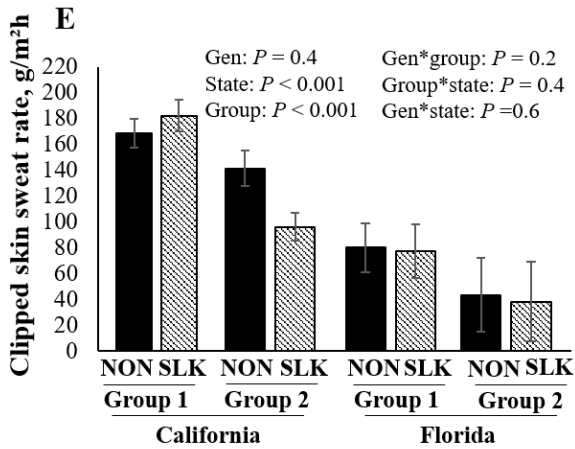 E
Gen: P = 0.4
State: P < 0.001
Group: P < 0.001
Gen*group: P = 0.2
Group*state: P = 0.4
Gen*state: P =0.6
Clipped skin sweat rate, g/m²h
220
200
180
160
140
120
100
80
60
40
20
0
NON SLK NON SLK NON SLK NON SLK
Group 1 Group 2 Group 1 Group 2
California Florida